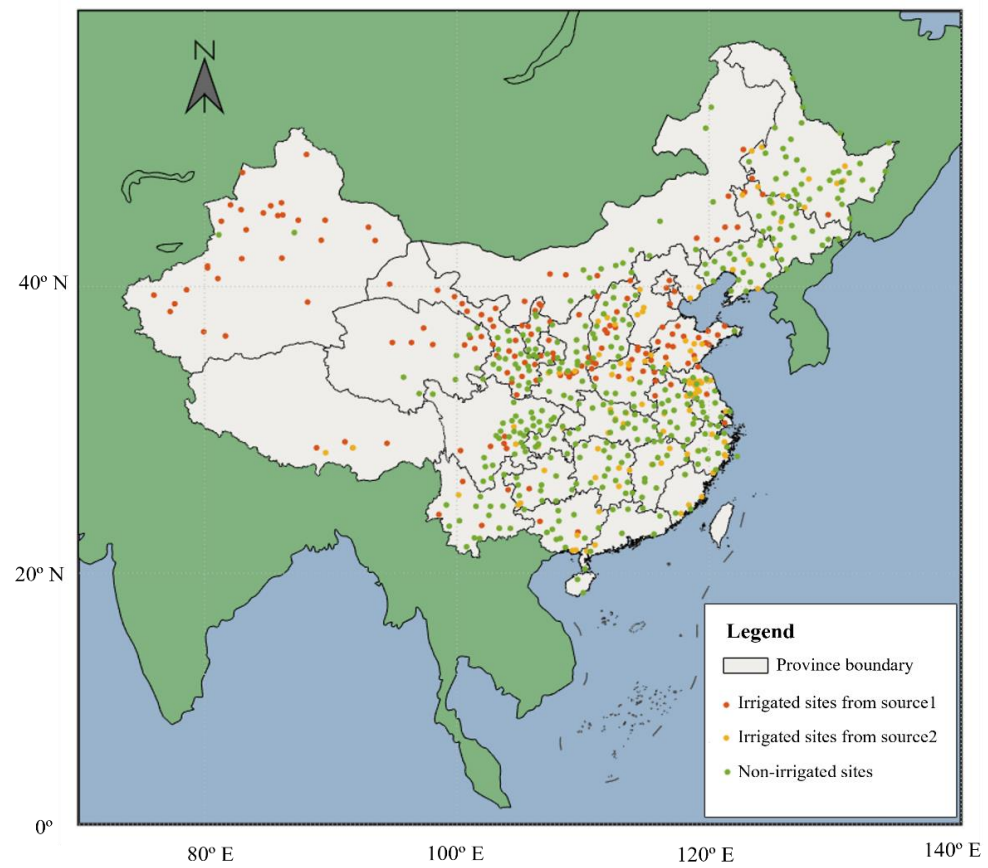 N
40º N
20º N
0º
80º E
100º E
120º E
140º E
Legend
Province boundary
Irrigated sites from source1
Irrigated sites from source2
Non-irrigated sites